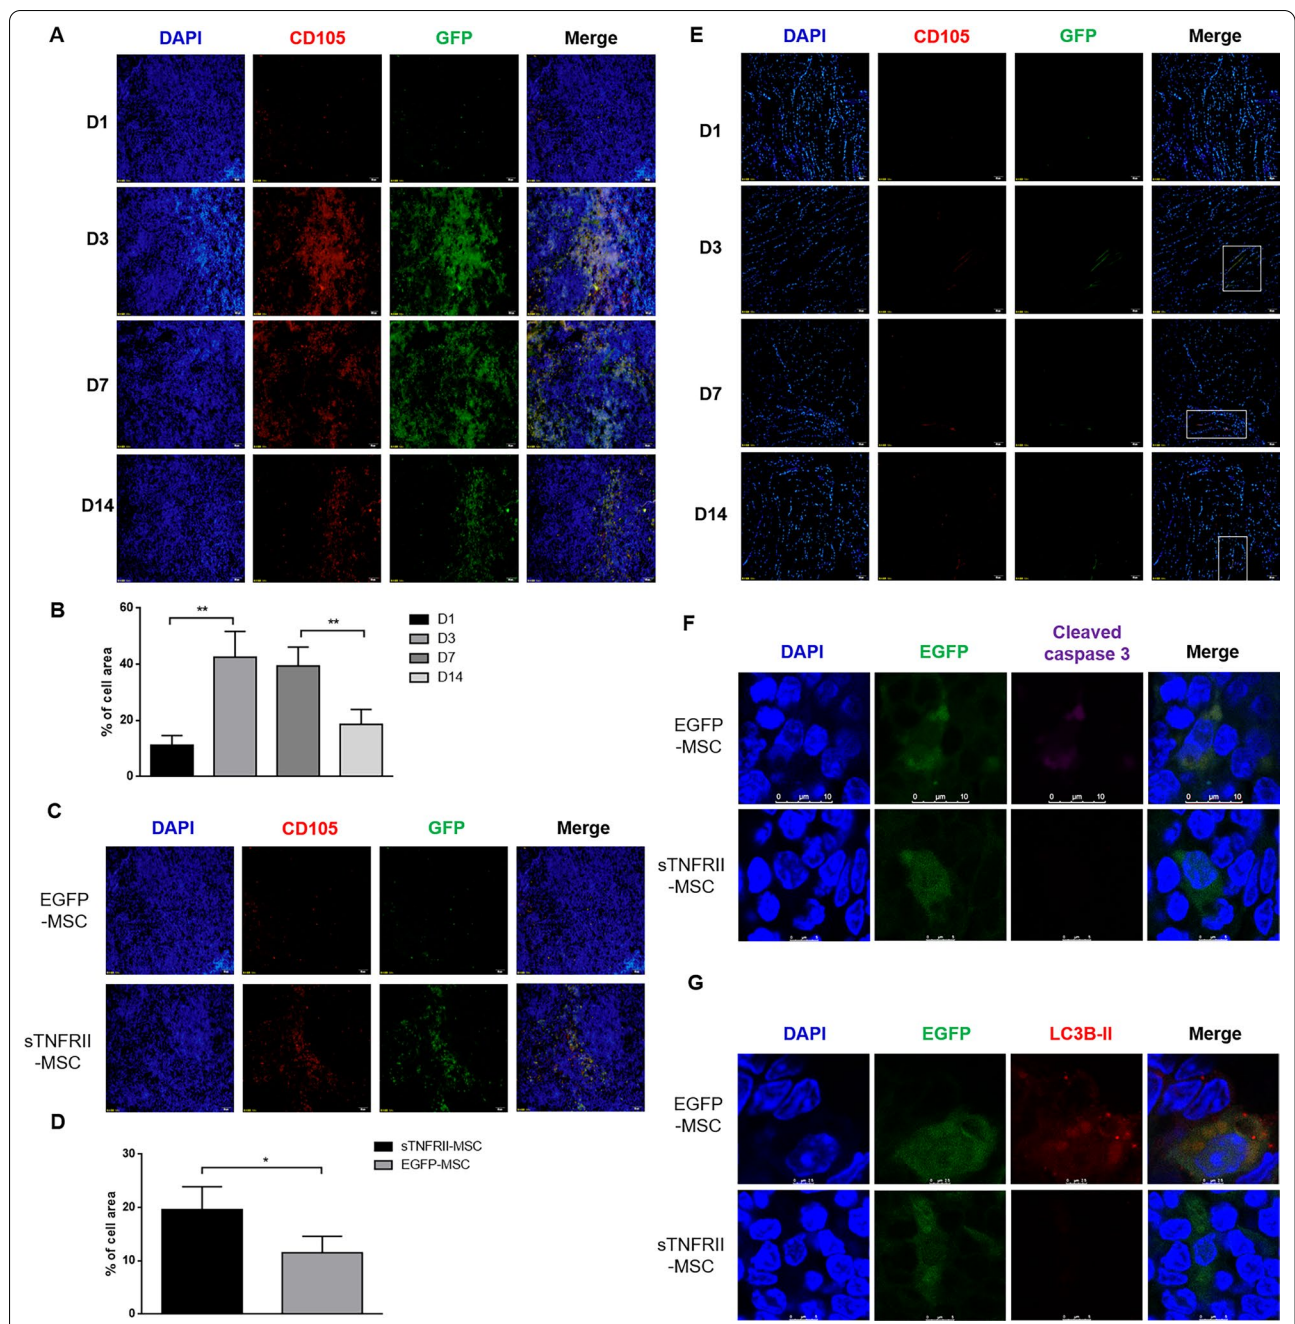 A
DAPI CD105 GFP Merge
D1
D3
D7
D14
B
% of cell area
60
40
20
0
**
**
D1
D3
D7
D14
C
DAPI CD105 GFP Merge
EGFP
-MSC
sTNFRII
-MSC
D
% of cell area
30
20
10
0
*
sTNFRII-MSC
EGFP-MSC
E
DAPI CD105 GFP Merge
D1
D3
D7
D14
F
DAPI EGFP Cleaved
caspase 3 Merge
EGFP
-MSC
0 µm 10
0 µm 10
0 µm 10
0 µm 10
sTNFRII
-MSC
G
DAPI EGFP LC3B-II Merge
EGFP
-MSC
sTNFRII
-MSC